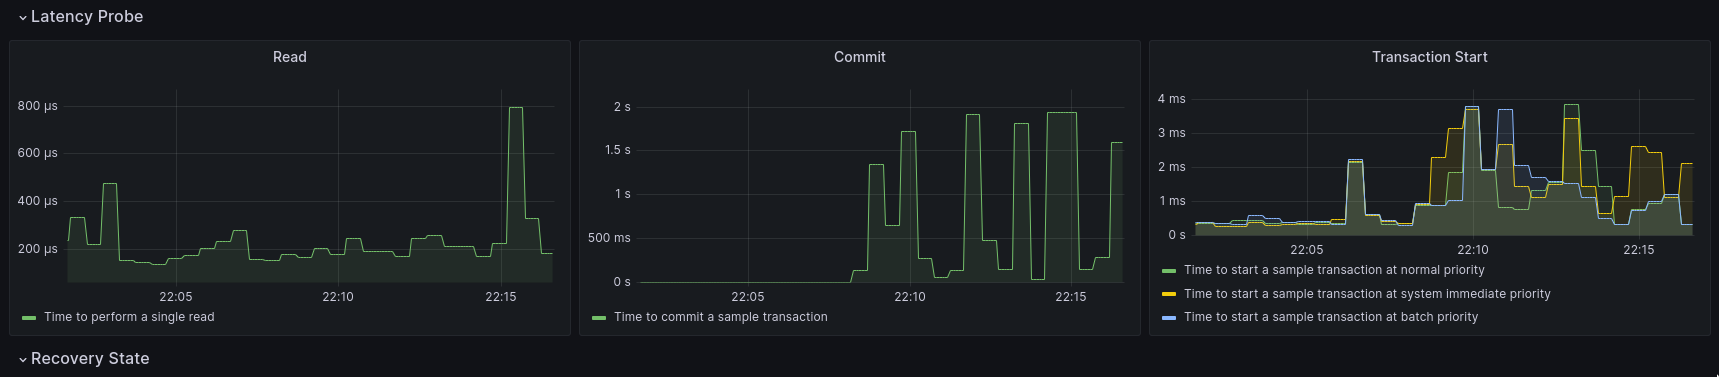 Latency Probe
Read
800 µs
600 µs
400 µs
200 µs
22:05 22:10 22:15
Time to perform a single read
Commit
2 s
1.5 s
1 s
500 ms
0 s
22:05 22:10 22:15
Time to commit a sample transaction
Transaction Start
4 ms
3 ms
2 ms
1 ms
0 s
22:05 22:10 22:15
Time to start a sample transaction at normal priority
Time to start a sample transaction at system immediate priority
Time to start a sample transaction at batch priority
Recovery State